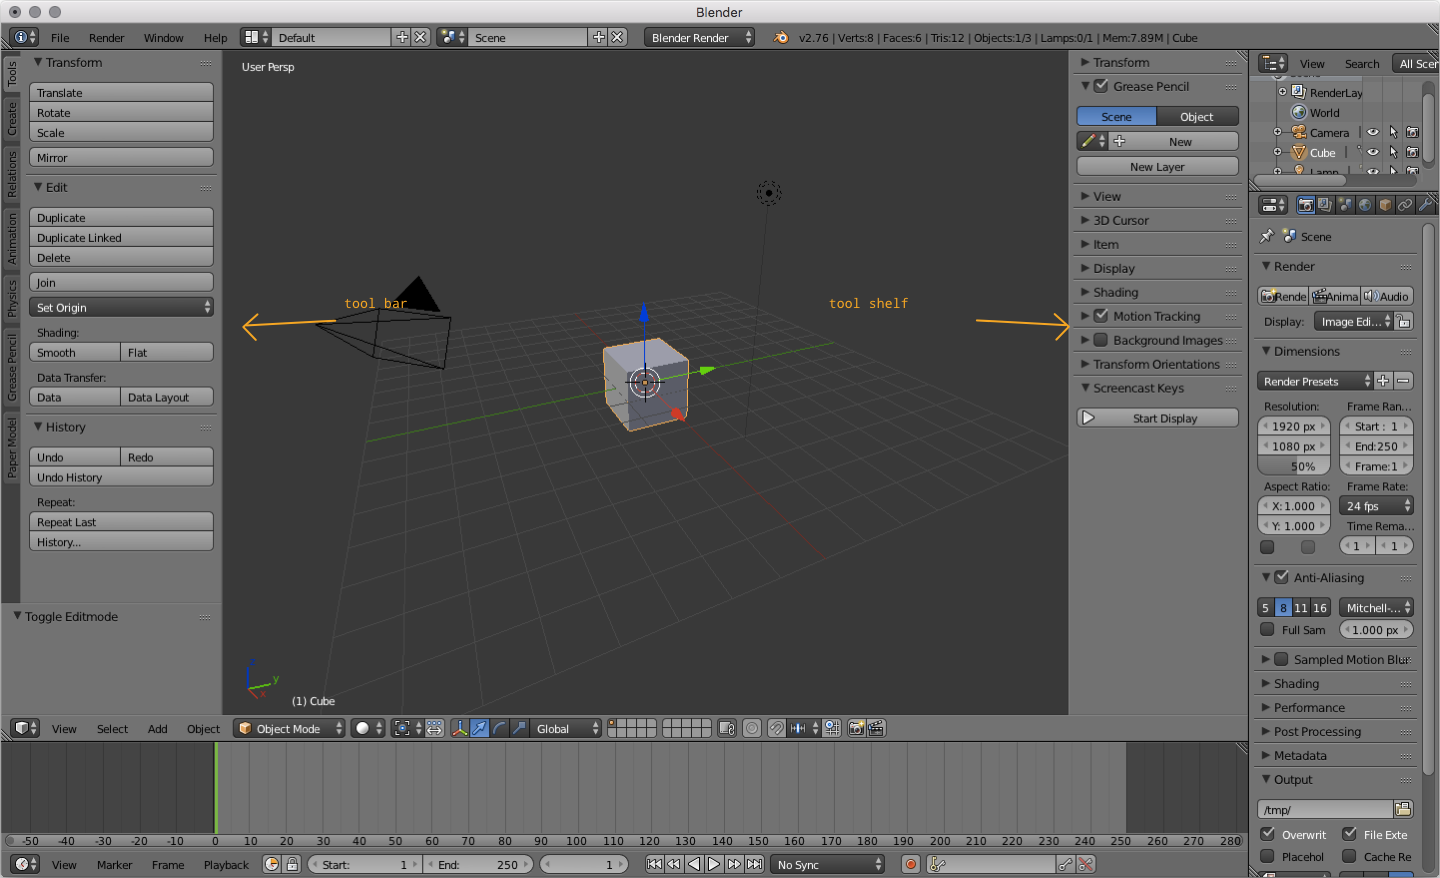 Blender
File Render Window Help Default Scene Blender Render v2.76 | Verts:8 | Faces:6 | Tris:12 | Objects:1/3 | Lamps:0/1 | Mem:7.89M | Cube
Tools
Create
Relations
Animation
Physics
Grease Pencil
Paper Model
Transform
Translate
Rotate
Scale
Mirror
Edit
Duplicate
Duplicate Linked
Delete
Join
Set Origin
Shading:
Smooth Flat
Data Transfer:
Data Data Layout
History
Undo Redo
Undo History
Repeat:
Repeat Last
History...
Toggle Editmode
User Persp
tool bar
tool shelf
z
y
x
(1) Cube
Transform
Grease Pencil
Scene Object
New
New Layer
View
3D Cursor
Item
Display
Shading
Motion Tracking
Background Images
Transform Orientations
Screencast Keys
Start Display
View Search All Scer
RenderLay
World
Camera
Cube
Lamp
Scene
Render
Rende Anima Audio
Display: Image Edi...
Dimensions
Render Presets
Resolution: Frame Ran...
1920 px Start : 1
1080 px End:250
50% Frame:1
Aspect Ratio: Frame Rate:
X:1.000 24 fps
Y: 1.000 Time Rema...
1 1
Anti-Aliasing
5 8 11 16 Mitchell-...
Full Sam 1.000 px
Sampled Motion Blur
Shading
Performance
Post Processing
Metadata
Output
/tmp/
Overwrit File Exte
Placehol Cache Re
View Select Add Object Object Mode Global
-50 -40 -30 -20 -10 0 10 20 30 40 50 60 70 80 90 100 110 120 130 140 150 160 170 180 190 200 210 220 230 240 250 260 270 280
View Marker Frame Playback Start: 1 End: 250 1 No Sync